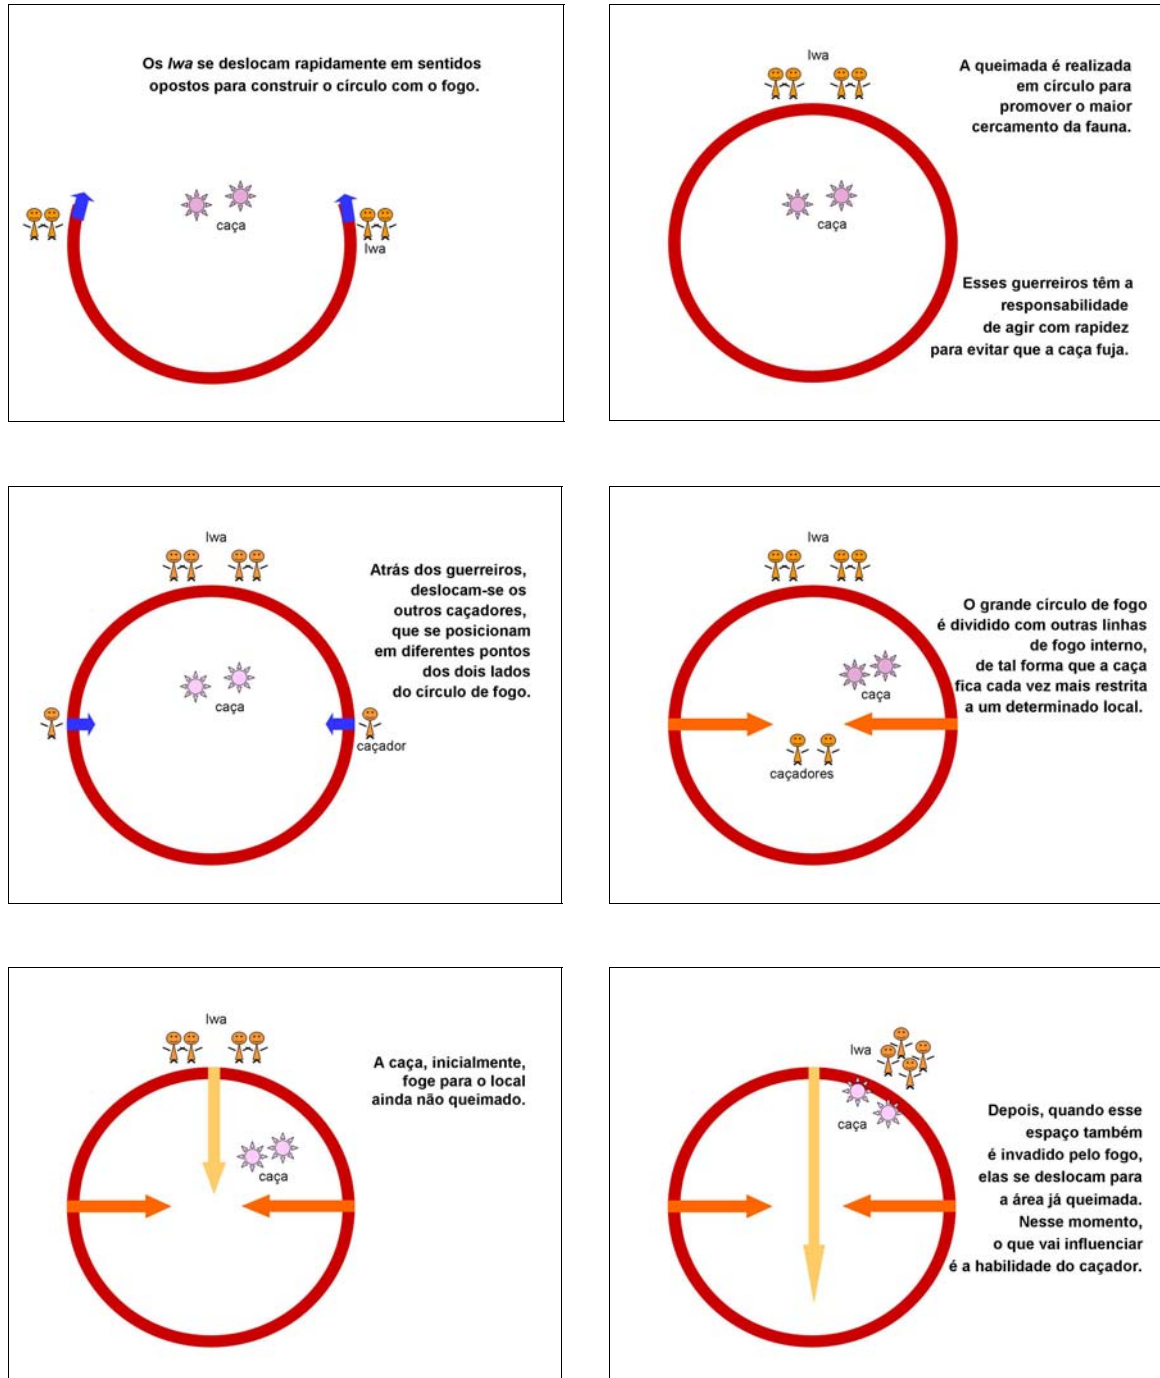 Os Iwa se deslocam rapidamente em sentidos
opostos para construir o círculo com o fogo.
caça
Iwa
Iwa
A queimada é realizada
em círculo para
promover o maior
cercamento da fauna.
caça
Esses guerreiros têm a
responsabilidade
de agir com rapidez
para evitar que a caça fuja.
Iwa
Atrás dos guerreiros,
deslocam-se os
outros caçadores,
que se posicionam
em diferentes pontos
dos dois lados
do círculo de fogo.
caça
caçador
Iwa
O grande círculo de fogo
é dividido com outras linhas
de fogo interno,
de tal forma que a caça
fica cada vez mais restrita
a um determinado local.
caça
caçadores
Iwa
A caça, inicialmente,
foge para o local
ainda não queimado.
caça
Iwa
caça
Depois, quando esse
espaço também
é invadido pelo fogo,
elas se deslocam para
a área já queimada.
Nesse momento,
o que vai influenciar
é a habilidade do caçador.